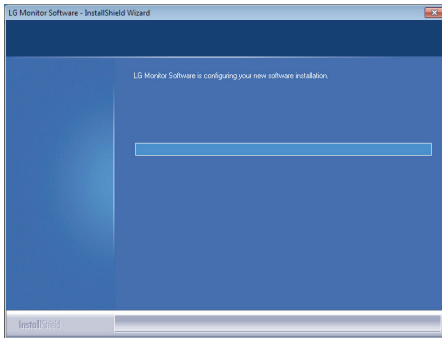 LG Monitor Software - InstallShield Wizard
LG Monitor Software is configuring your new software installation.
InstallShield